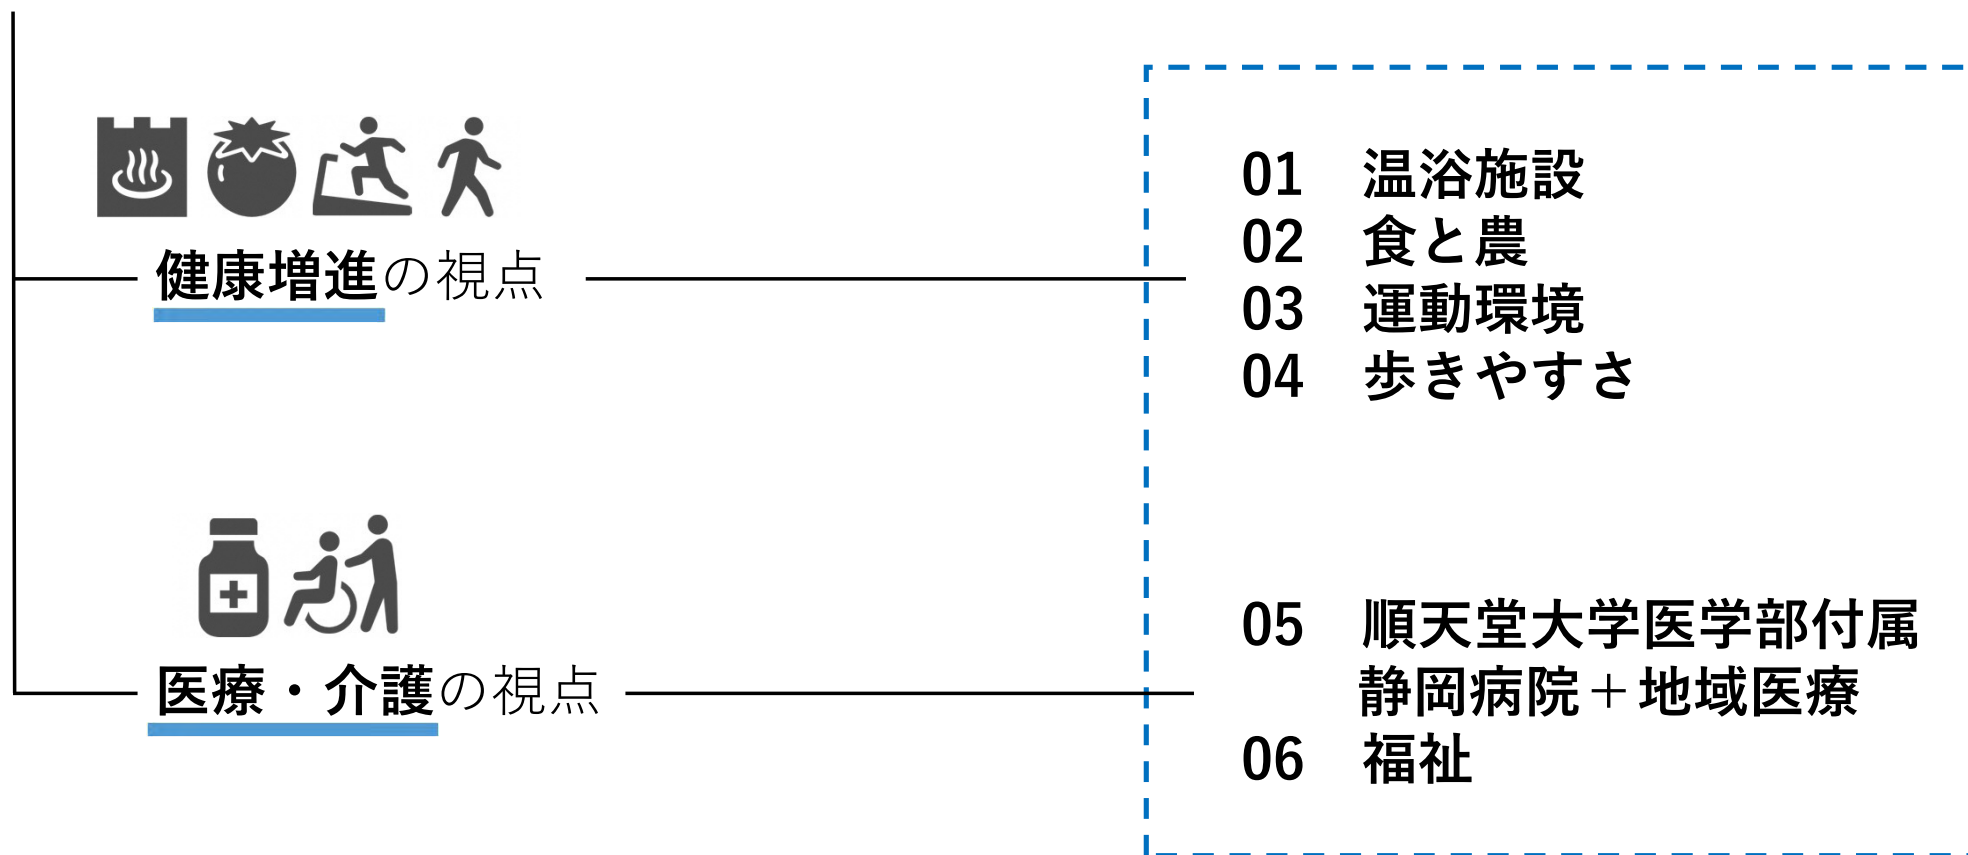 健康増進の視点
01 温浴施設
02 食と農
03 運動環境
04 歩きやすさ
医療・介護の視点
05 順天堂大学医学部付属
静岡病院＋地域医療
06 福祉